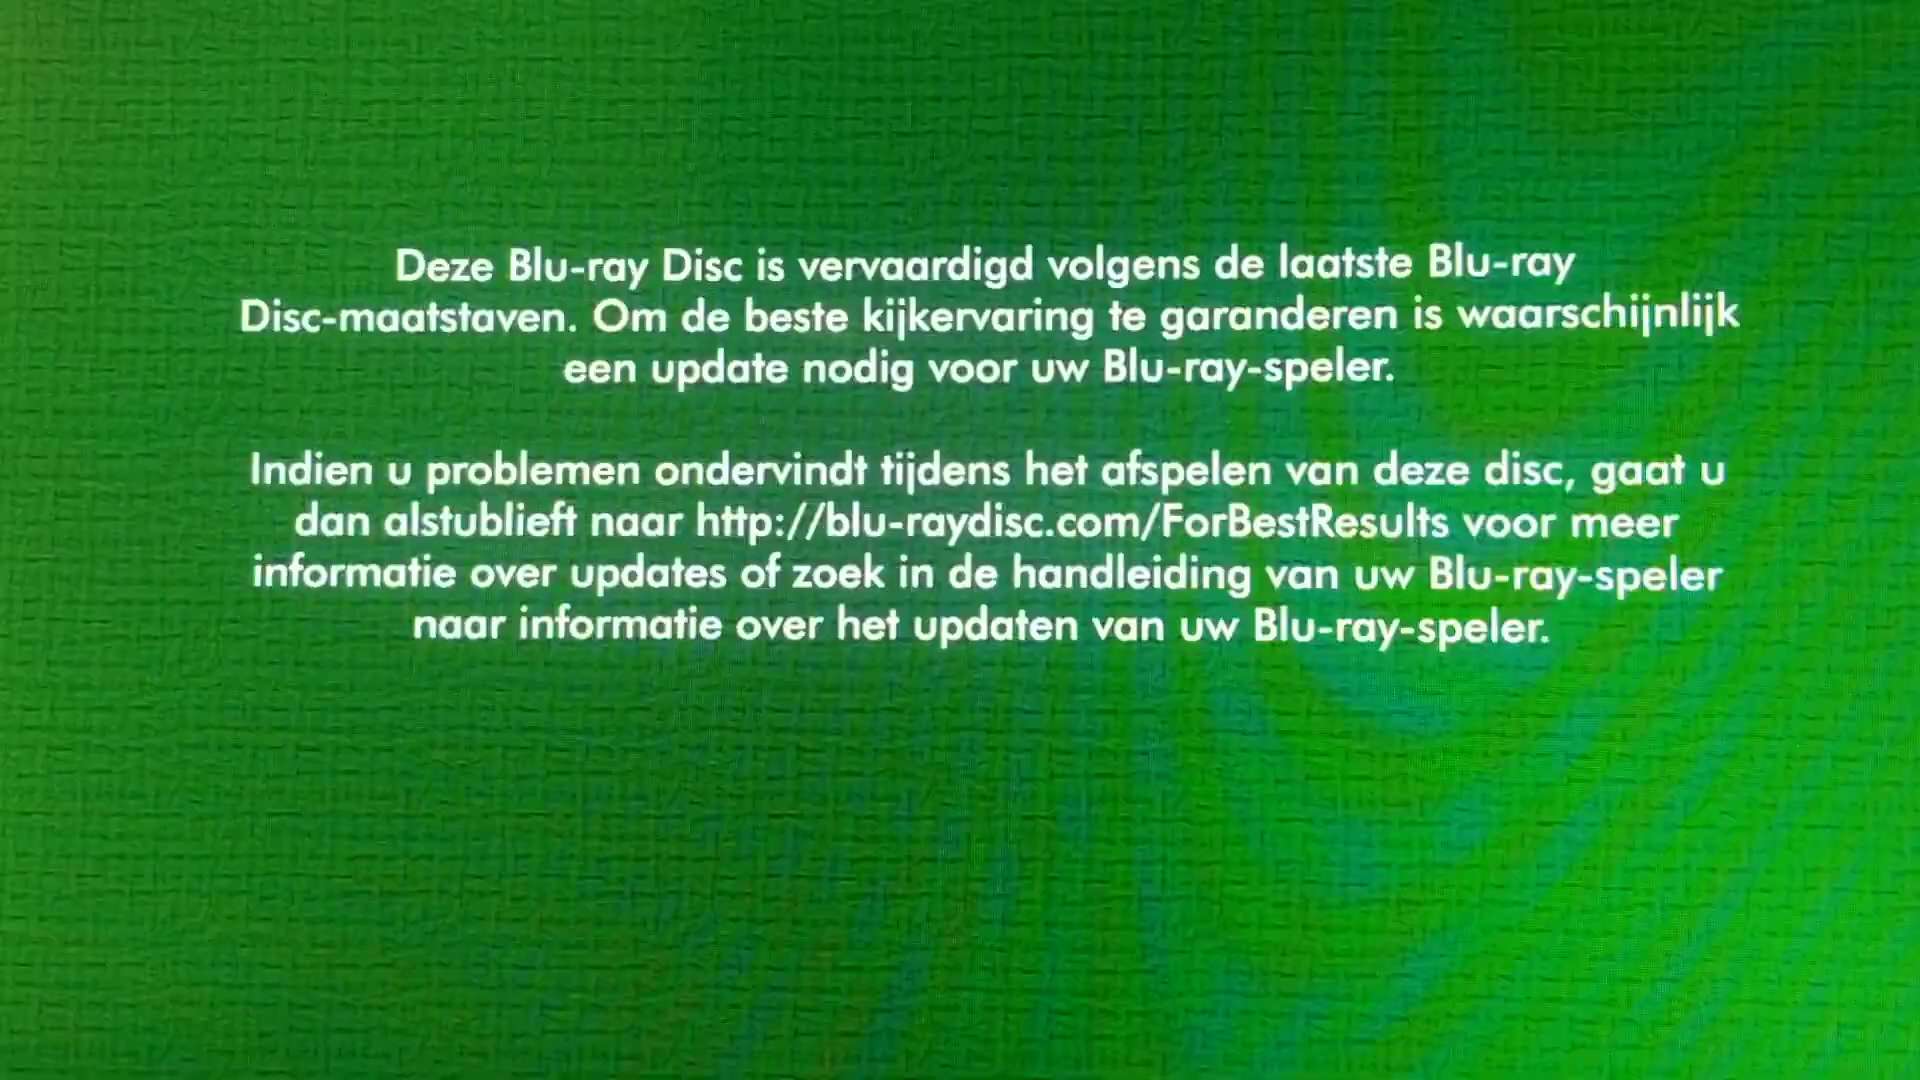 Deze Blu-ray Disc is vervaardigd volgens de laatste Blu-ray
Disc-maatstaven. Om de beste kijkervaring te garanderen is waarschijnlijk
een update nodig voor uw Blu-ray-speler.
Indien u problemen ondervindt tijdens het afspelen van deze disc, gaat u
dan alstublieft naar http://blu-raydisc.com/ForBestResults voor meer
informatie over updates of zoek in de handleiding van uw Blu-ray-speler
naar informatie over het updaten van uw Blu-ray-speler.